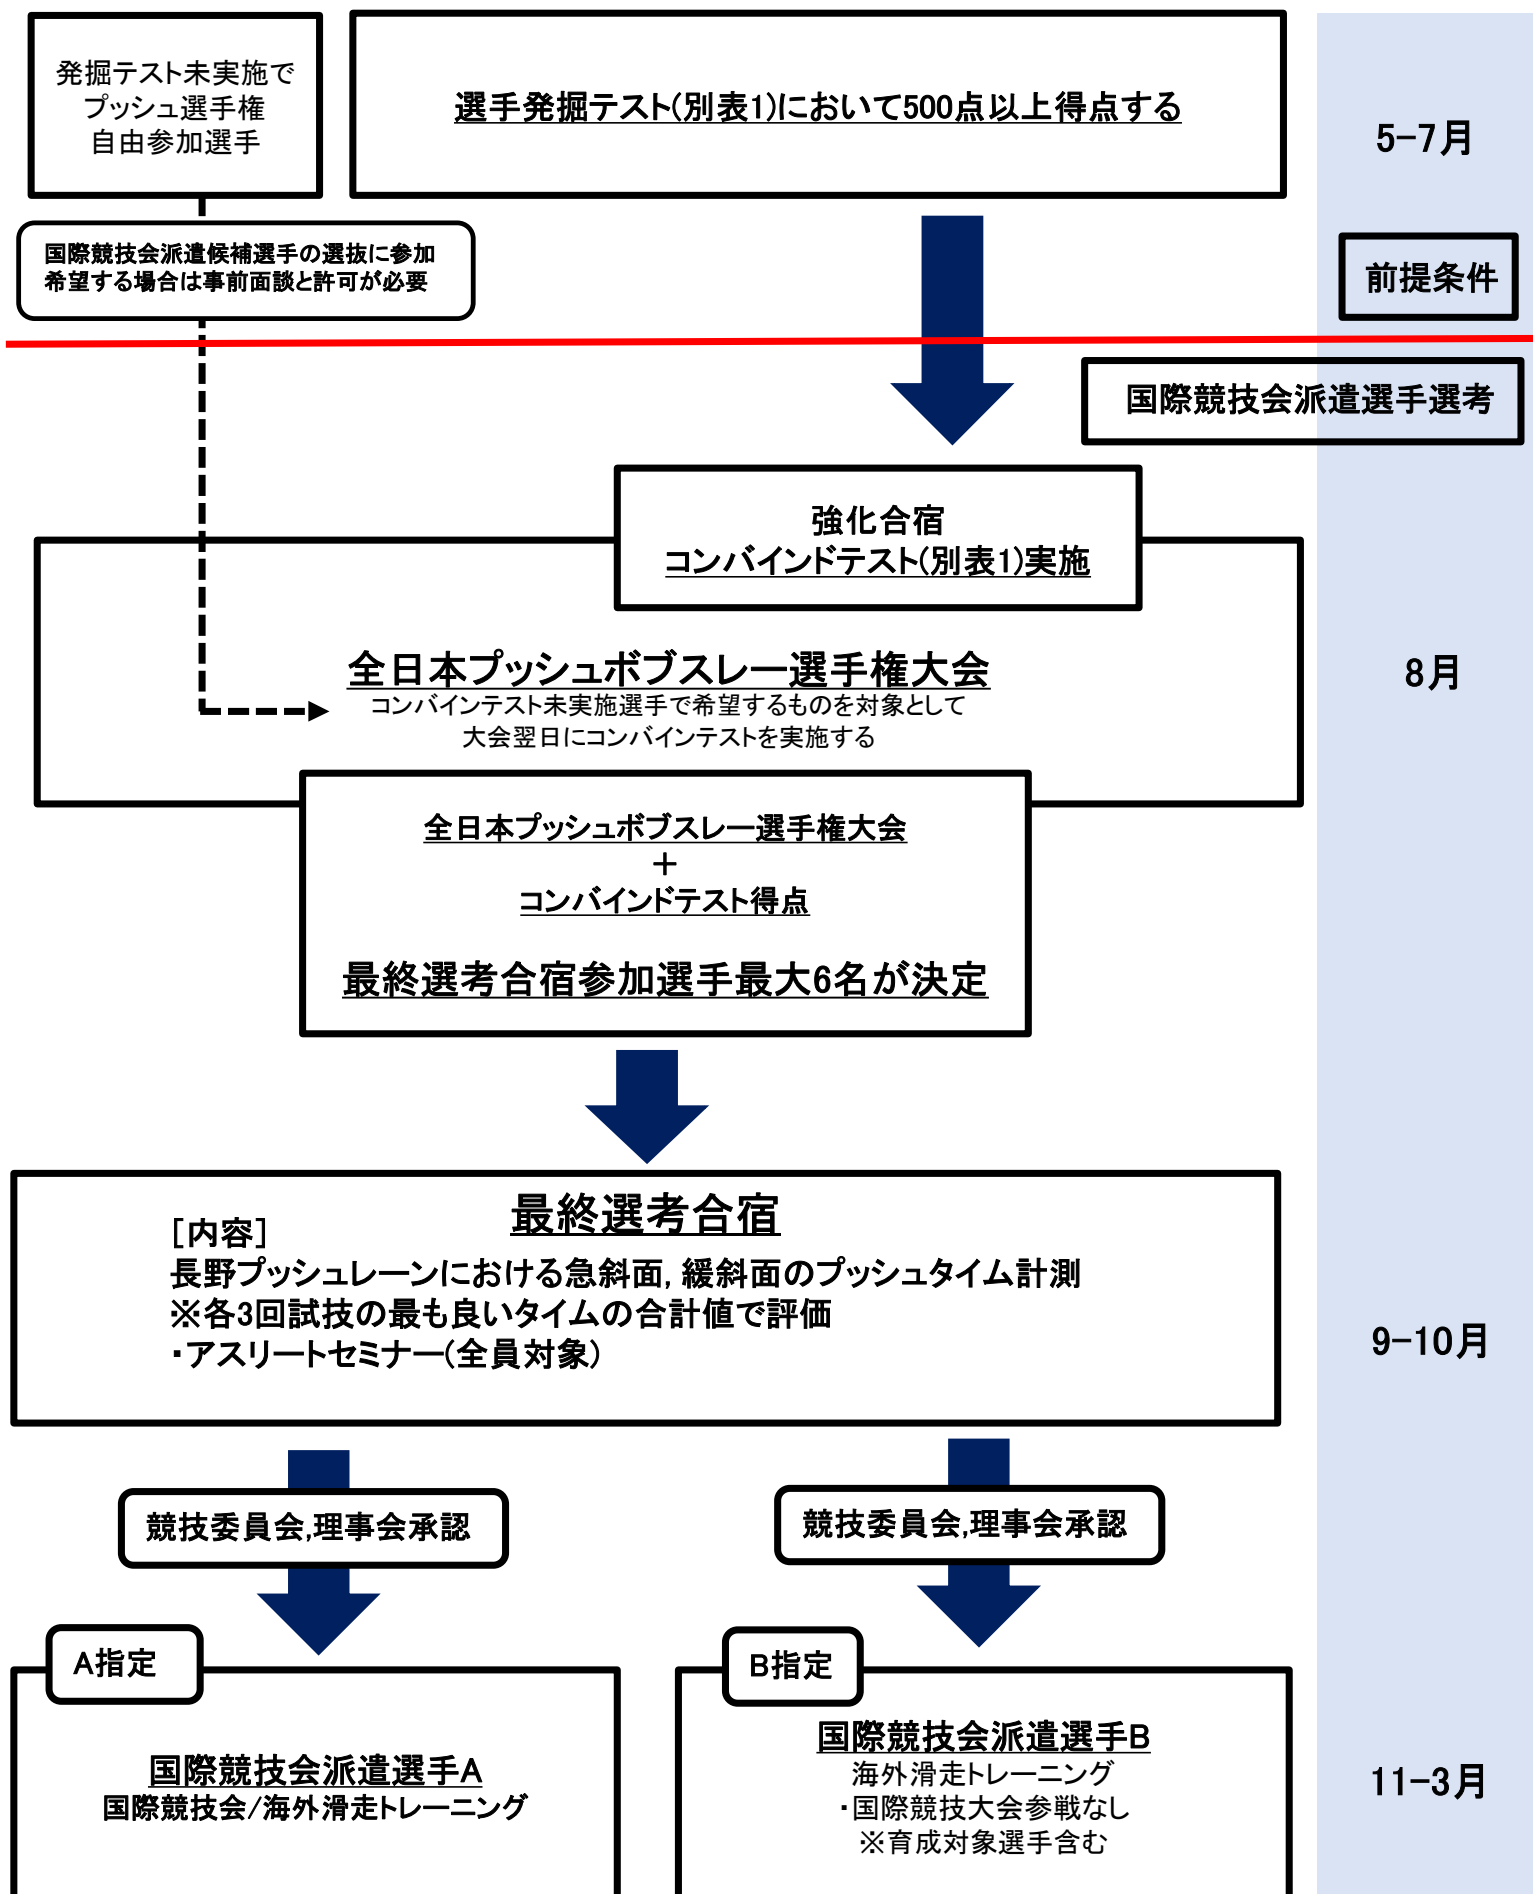 発掘テスト未実施で
プッシュ選手権
自由参加選手
選手発掘テスト(別表1)において500点以上得点する
5-7月
国際競技会派遣候補選手の選抜に参加
希望する場合は事前面談と許可が必要
前提条件
国際競技会派遣選手選考
強化合宿
コンバインドテスト(別表1)実施
全日本プッシュボブスレー選手権大会
コンバインテスト未実施選手で希望するものを対象として
大会翌日にコンバインテストを実施する
8月
全日本プッシュボブスレー選手権大会
＋
コンバインドテスト得点
最終選考合宿参加選手最大6名が決定
最終選考合宿
[内容]
長野プッシュレーンにおける急斜面,緩斜面のプッシュタイム計測
※各3回試技の最も良いタイムの合計値で評価
・アスリートセミナー(全員対象)
9-10月
競技委員会,理事会承認
競技委員会,理事会承認
A指定
国際競技会派遣選手A
国際競技会/海外滑走トレーニング
B指定
国際競技会派遣選手B
海外滑走トレーニング
・国際競技大会参戦なし
※育成対象選手含む
11-3月